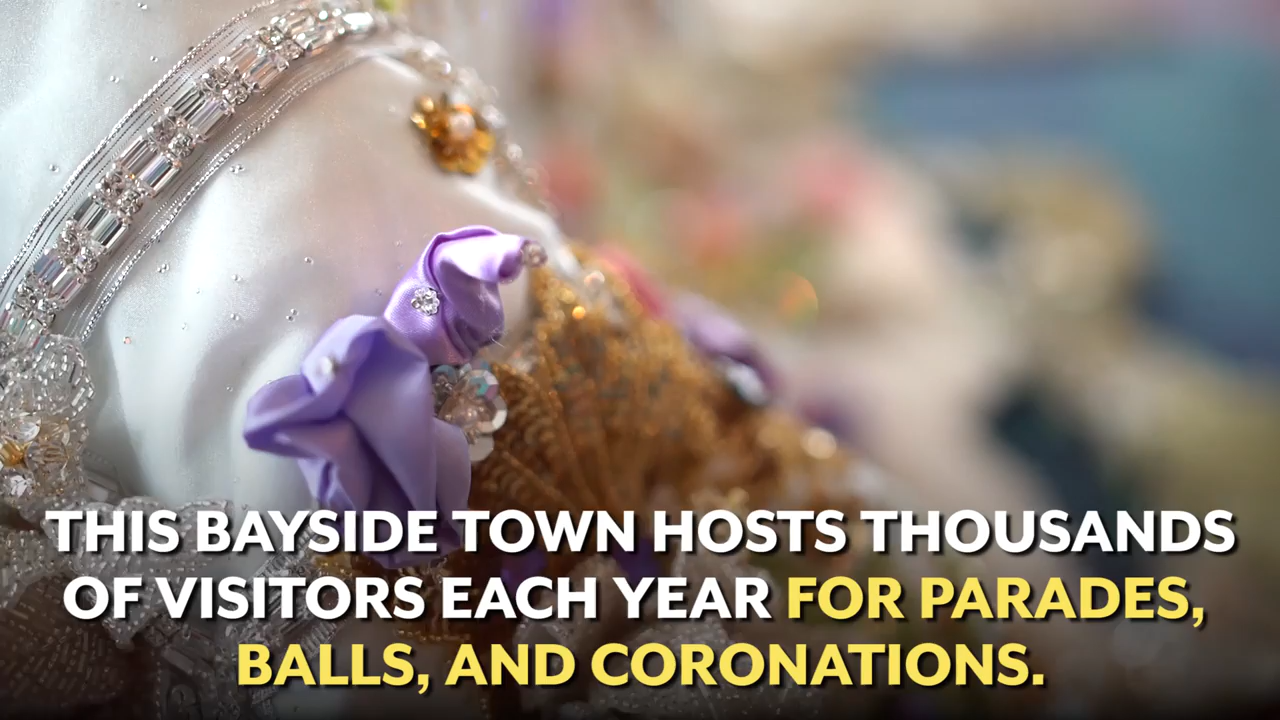 THIS BAYSIDE TOWN HOSTS THOUSANDS
OF VISITORS EACH YEAR FOR PARADES,
BALLS, AND CORONATIONS.